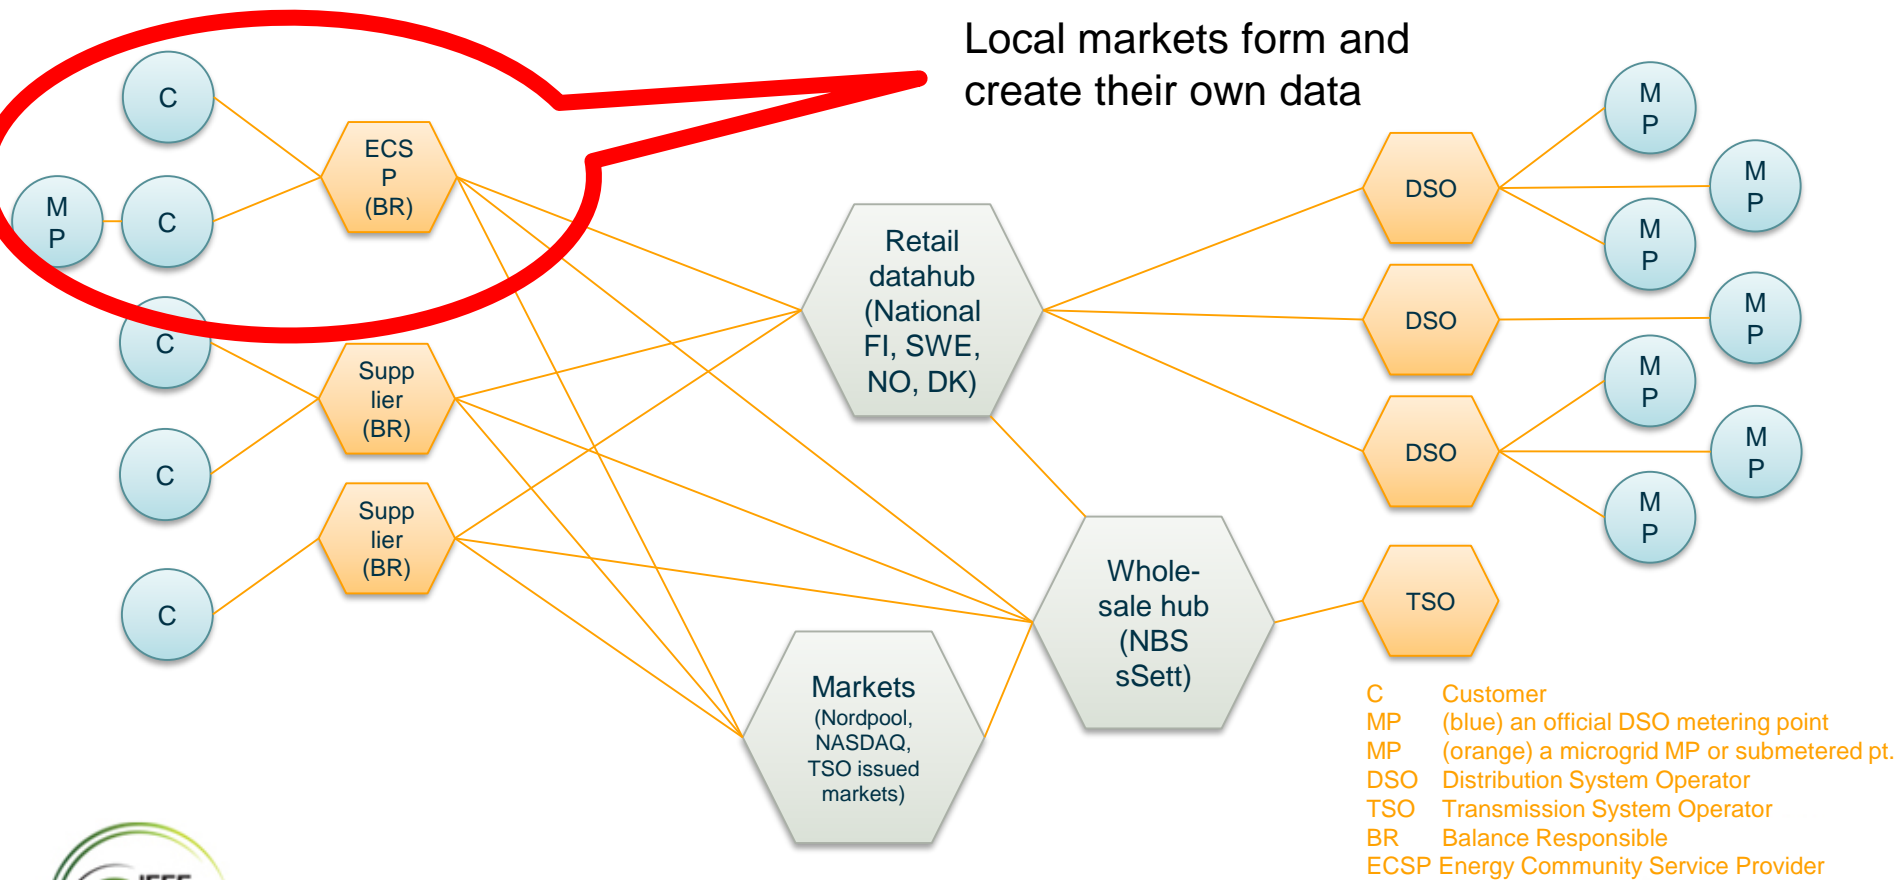 Local markets form and
create their own data
C
ECS
P
(BR)
M
P
C
C
Supp
lier
(BR)
C
Supp
lier
(BR)
C
Retail
datahub
(National
FI, SWE,
NO, DK)
Markets
(Nordpool,
NASDAQ,
TSO issued
markets)
Whole-
sale hub
(NBS
sSett)
DSO
M
P
M
P
M
P
DSO
M
P
DSO
M
P
M
P
M
P
TSO
C Customer
MP (blue) an official DSO metering point
MP (orange) a microgrid MP or submetered pt.
DSO Distribution System Operator
TSO Transmission System Operator
BR Balance Responsible
ECSP Energy Community Service Provider
IEEE